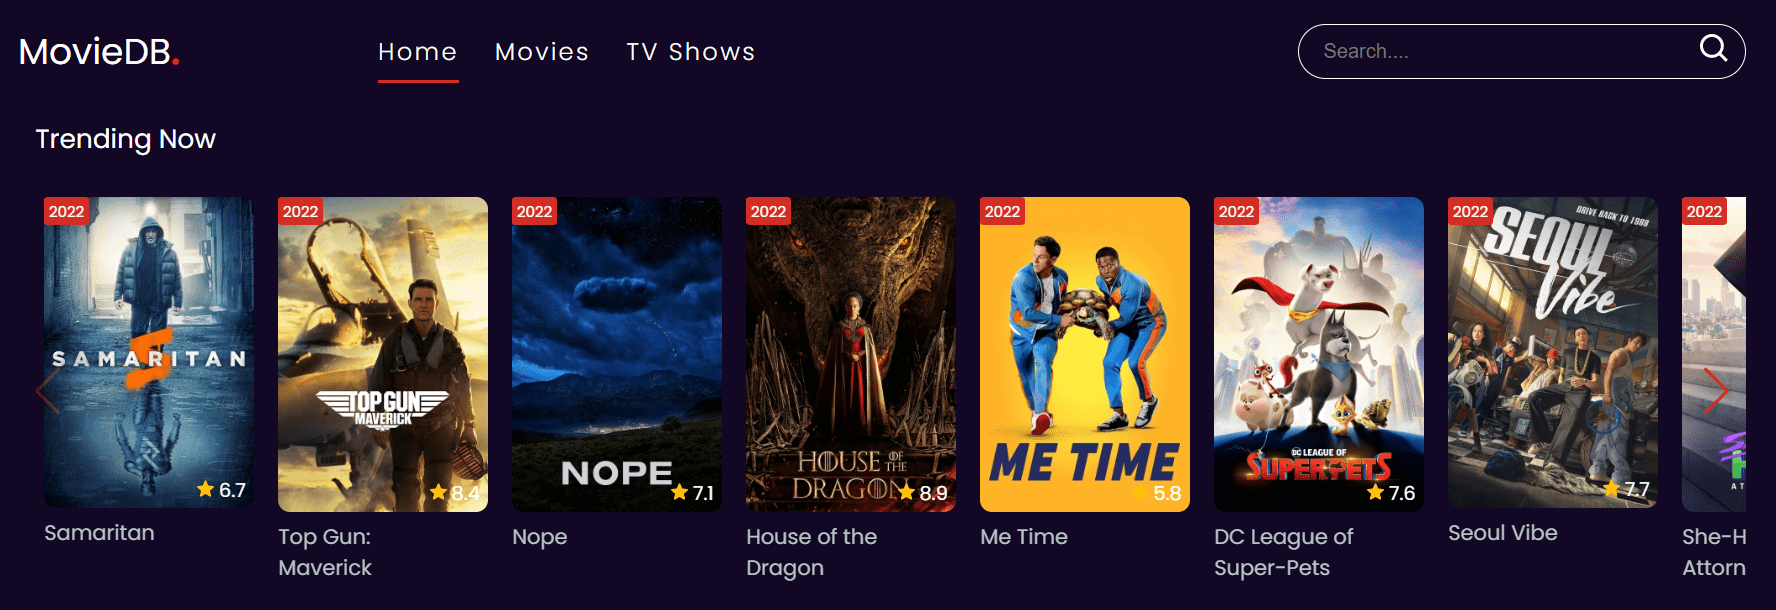 MovieDB.
Home Movies TV Shows
Search....
Trending Now
2022
SAMARITAN
6.7
Samaritan
2022
TOP GUN
MAVERICK
8.4
Top Gun:
Maverick
2022
NOPE
7.1
Nope
2022
HOUSE OF THE
DRAGON
8.9
House of the
Dragon
2022
ME TIME
5.8
Me Time
2022
DC LEAGUE OF
SUPER-PETS
7.6
DC League of
Super-Pets
2022
DRIVE BACK TO 1988
SEOUL
Vibe
7.7
Seoul Vibe
2022
AT
She-H
Attorn